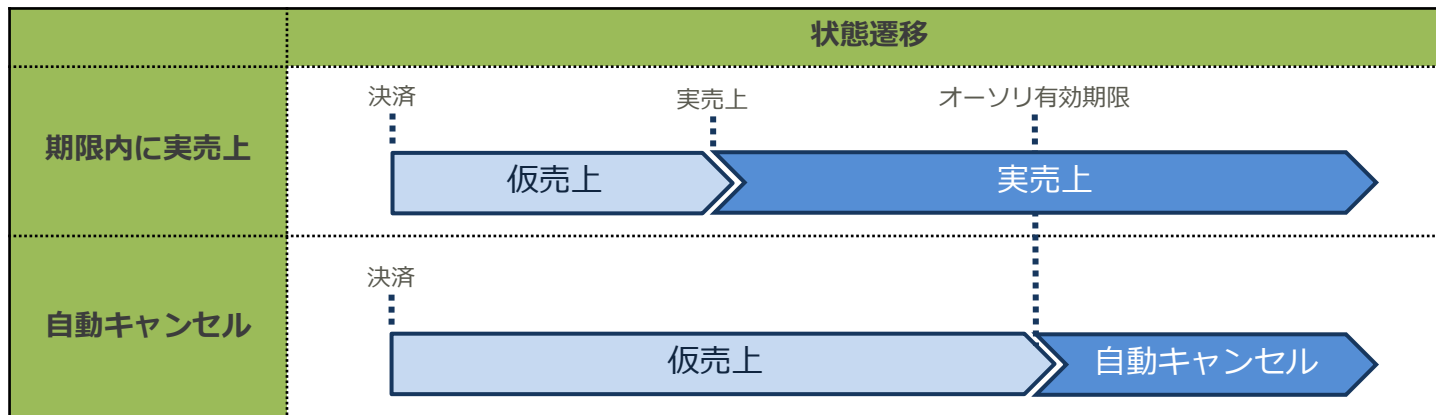 状態遷移
期限内に実売上
決済
実売上
オーソリ有効期限
仮売上
実売上
自動キャンセル
決済
仮売上
自動キャンセル